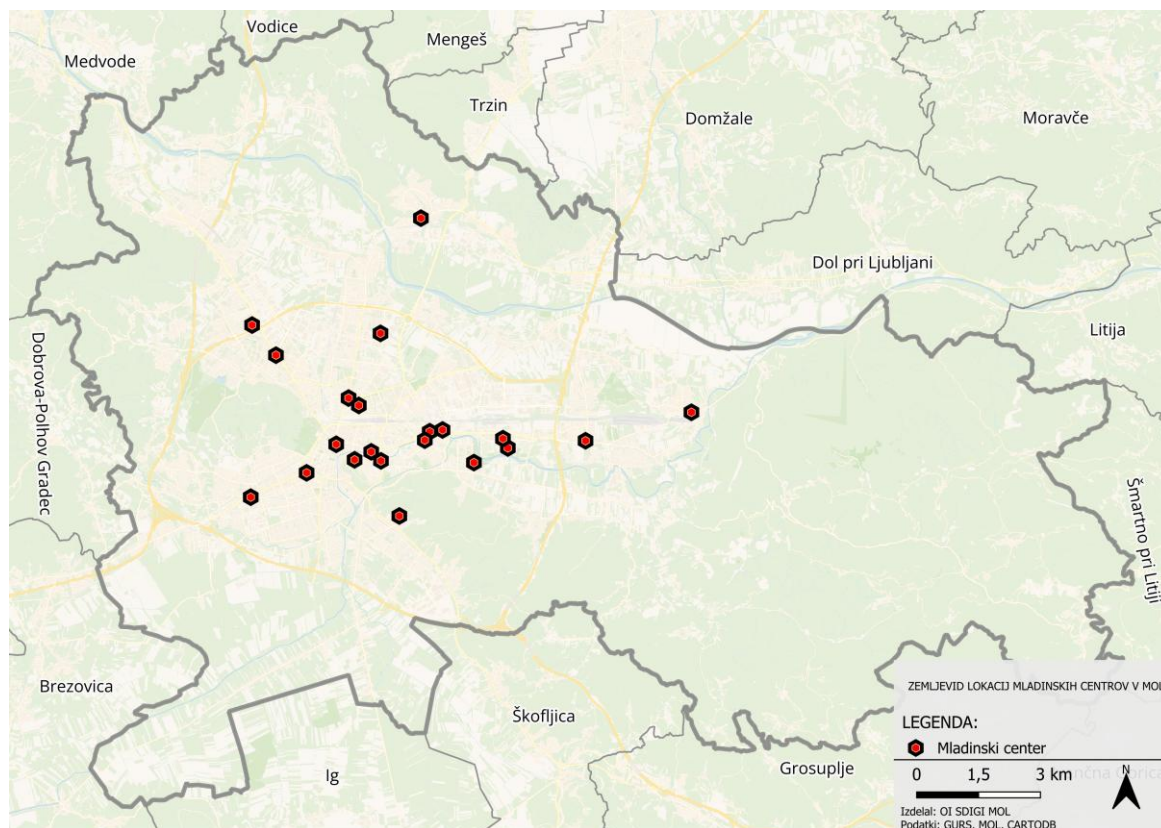 Vodice
Mengeš
Medvode
Trzin
Domžale
Moravče
Dol pri Ljubljani
Litija
Dobrova-Polhov Gradec
Šmartno pri Litiji
Brezovica
Škofljica
Ig
Grosuplje
ZEMLJEVID LOKACIJ MLADINSKIH CENTROV V MOL
LEGENDA:
Mladinski center
0 1,5 3 km
N
Izdelal: OI SDIGI MOL
Podatki: GURS, MOL, CARTODB